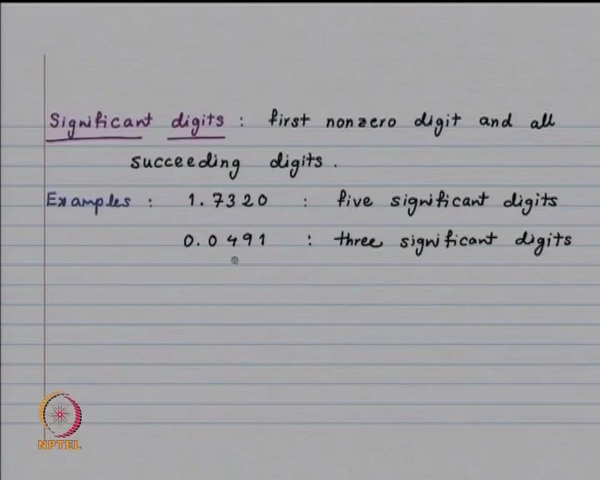 Significant digits : first nonzero digit and all
succeeding digits .
Examples : 1.7320 : five significant digits
0.0491 : three significant digits
NPTEL